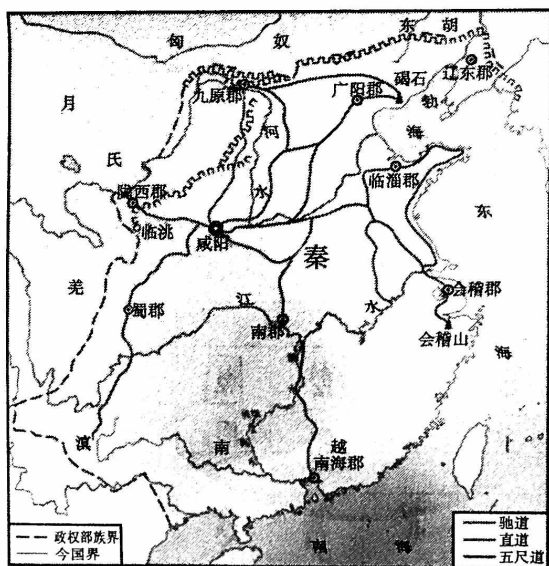 匈 奴
东 胡
月
氏
九原郡
广阳郡
碣石
辽东郡
勃
海
河
水
陇西郡
临洮
咸阳
临淄郡
东
海
秦
羌
蜀郡
江
水
南郡
会稽郡
会稽山
滇
南 越
南海郡
南 海
政权部族界
今国界
驰道
直道
五尺道